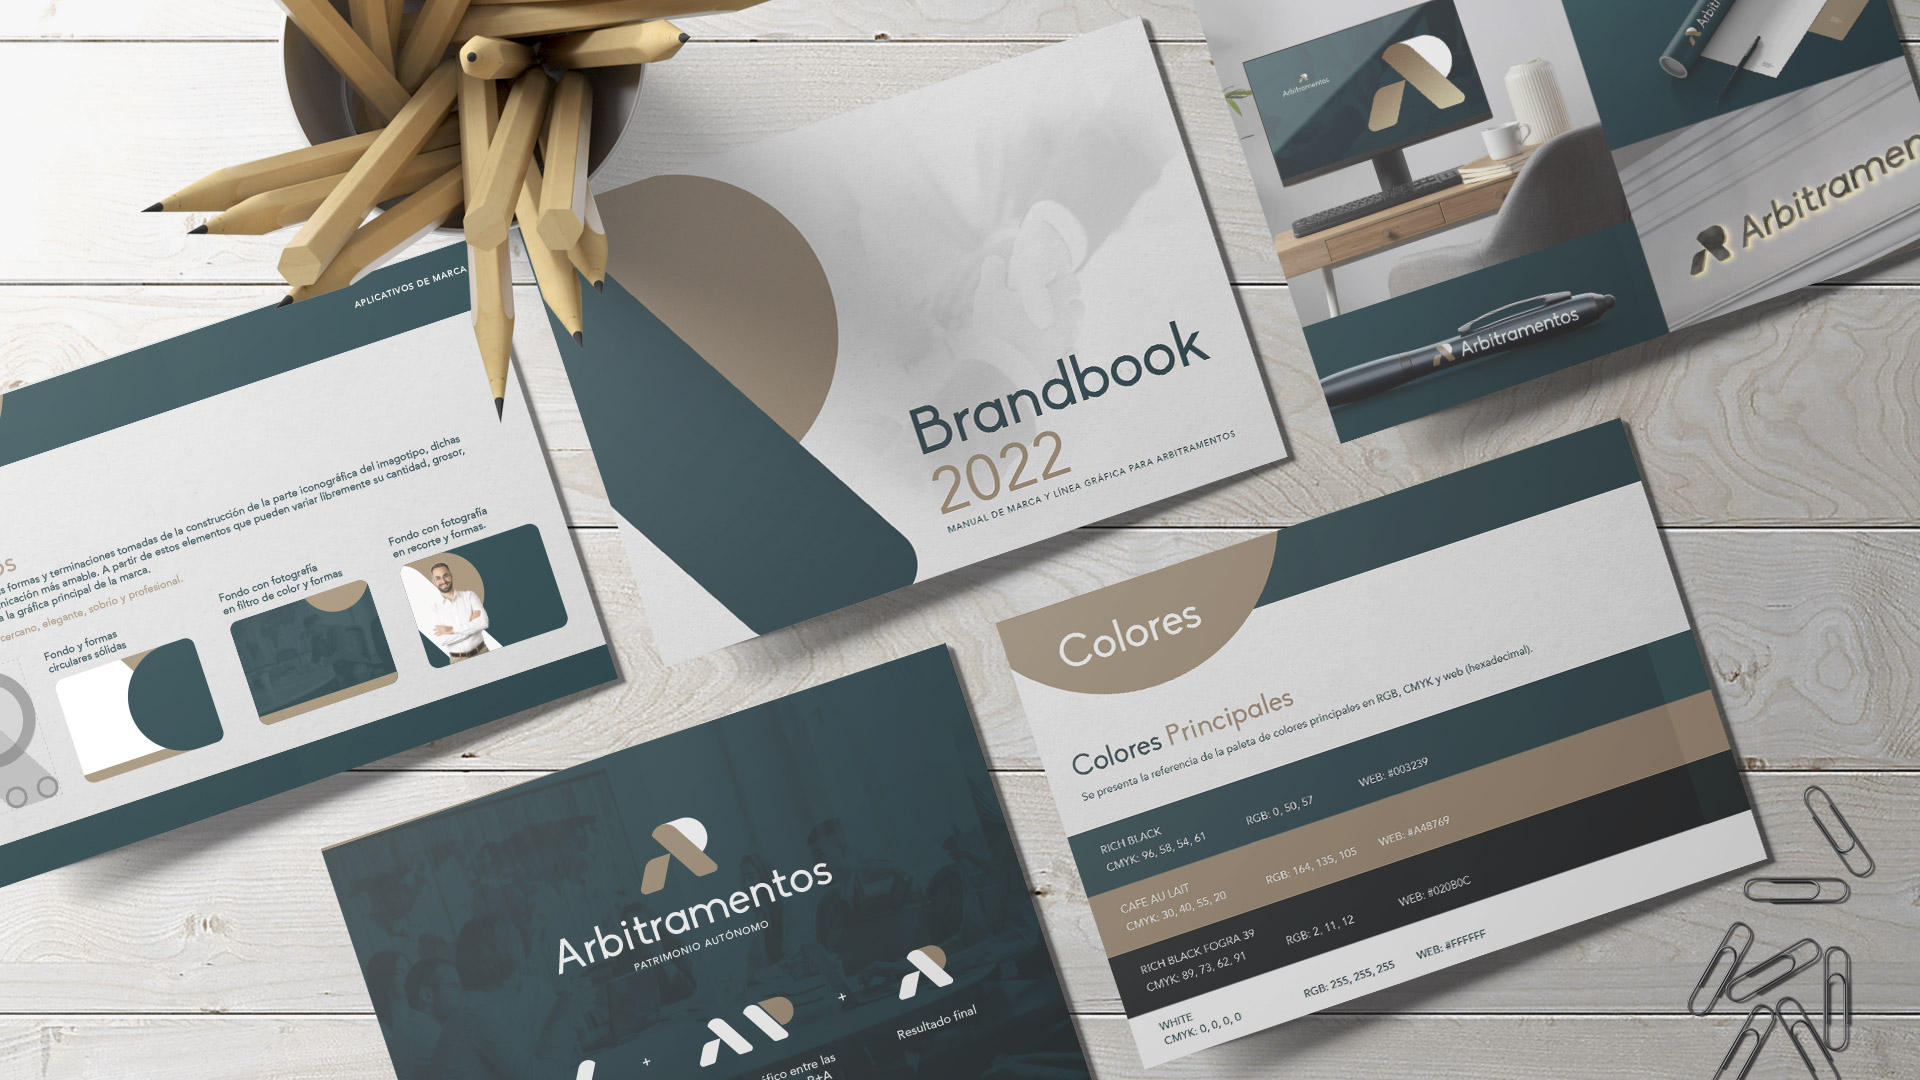 APLICATIVOS DE MARCA
formas y terminaciones tomadas de la construcción de la parte iconográfica del imagotipo, dichas
más amable. A partir de estos elementos que pueden variar libremente su cantidad, grosor,
a la gráfica principal de la marca.
cercano, elegante, sobrio y profesional.
Fondo y formas
circulares sólidas
Fondo con fotografía
en filtro de color y formas
Fondo con fotografía
en recorte y formas.
Brandbook
2022
MANUAL DE MARCA Y LÍNEA GRÁFICA PARA ARBITRAMENTOS
Arbitramentos
Arbitramentos
Arbitramen
Arbitramentos
PATRIMONIO AUTÓNOMO
+
+
Resultado final
entre las
Colores
Colores Principales
Se presenta la referencia de la paleta de colores principales en RGB, CMYK y web (hexadecimal).
RICH BLACK
CMYK: 96, 58, 54, 61
RGB: 0, 50, 57
WEB: #003239
CAFE AU LAIT
CMYK: 30, 40, 55, 20
RGB: 164, 135, 105
WEB: #A48769
RICH BLACK FOGRA 39
CMYK: 89, 73, 62, 91
RGB: 2, 11, 12
WEB: #020B0C
WHITE
CMYK: 0, 0, 0, 0
RGB: 255, 255, 255
WEB: #FFFFFF